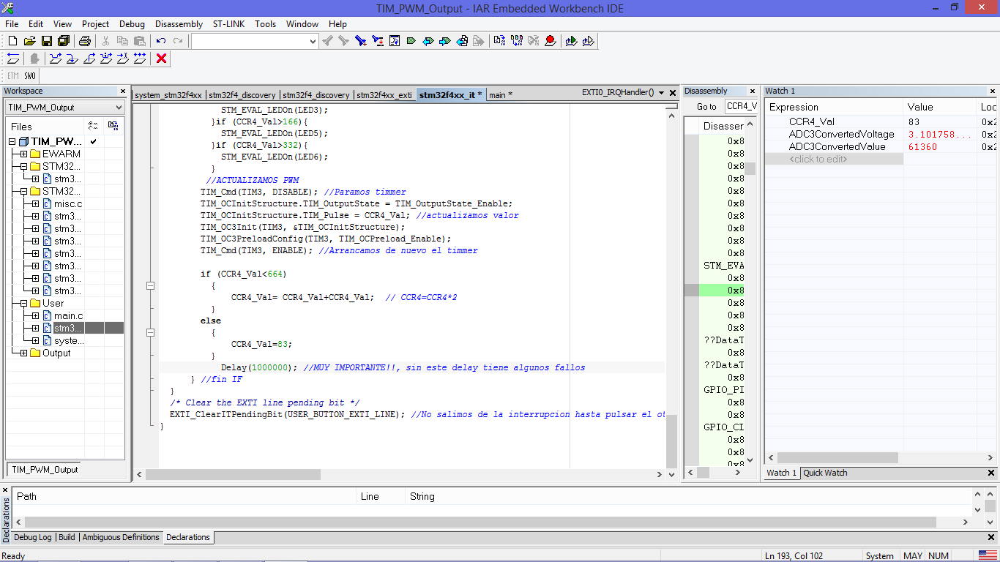 TIM_PWM_Output - IAR Embedded Workbench IDE
File Edit View Project Debug Disassembly ST-LINK Tools Window Help
ETM SWO
Workspace
TIM_PWM_Output
Files
TIM_PW...
EWARM
STM32...
stm3...
STM32...
misc.c
stm3...
stm3...
stm3...
stm3...
stm3...
stm3...
stm3...
User
main.c
stm3...
syste...
Output
TIM_PWM_Output
system_stm32f4xx stm32f4_discovery stm32f4_discovery stm32f4xx_exti stm32f4xx_it * main * EXTI0_IRQHandler()
STM_EVAL_LEDOn(LED3);
}if (CCR4_Val>166){
STM_EVAL_LEDOn(LED5);
}if (CCR4_Val>332){
STM_EVAL_LEDOn(LED6);
}
//ACTUALIZAMOS PWM
TIM_Cmd(TIM3, DISABLE); //Paramos timmer
TIM_OCInitStructure.TIM_OutputState = TIM_OutputState_Enable;
TIM_OCInitStructure.TIM_Pulse = CCR4_Val; //actualizamos valor
TIM_OC3Init(TIM3, &TIM_OCInitStructure);
TIM_OC3PreloadConfig(TIM3, TIM_OCPreload_Enable);
TIM_Cmd(TIM3, ENABLE); //Arrancamos de nuevo el timmer
if (CCR4_Val<664)
{
CCR4_Val= CCR4_Val+CCR4_Val; // CCR4=CCR4*2
}
else
{
CCR4_Val=83;
}
Delay(1000000); //MUY IMPORTANTE!!, sin este delay tiene algunos fallos
} //fin IF
}
/* Clear the EXTI line pending bit */
EXTI_ClearITPendingBit(USER_BUTTON_EXTI_LINE); //No salimos de la interrupcion hasta pulsar el ot
}
Disassembly
Go to CCR4_V
Disasser
0x8
0x8
0x8
0x8
0x8
0x8
0x8
0x8
0x8
0x8
STM_EVA
0x8
0x8
0x8
0x8
0x8
??DataT
0x8
??DataT
0x8
GPIO_PI
0x8
0x8
GPIO_CI
0x8
0x8
0x8
Watch 1
Expression Value Loc
CCR4_Val 83 0x2
ADC3ConvertedVoltage 3.101758... 0x2
ADC3ConvertedValue 61360 0x2
<click to edit>
Watch 1 Quick Watch
Declarations
Path Line String
Debug Log Build Ambiguous Definitions Declarations
Ready Ln 193, Col 102 System MAY NUM